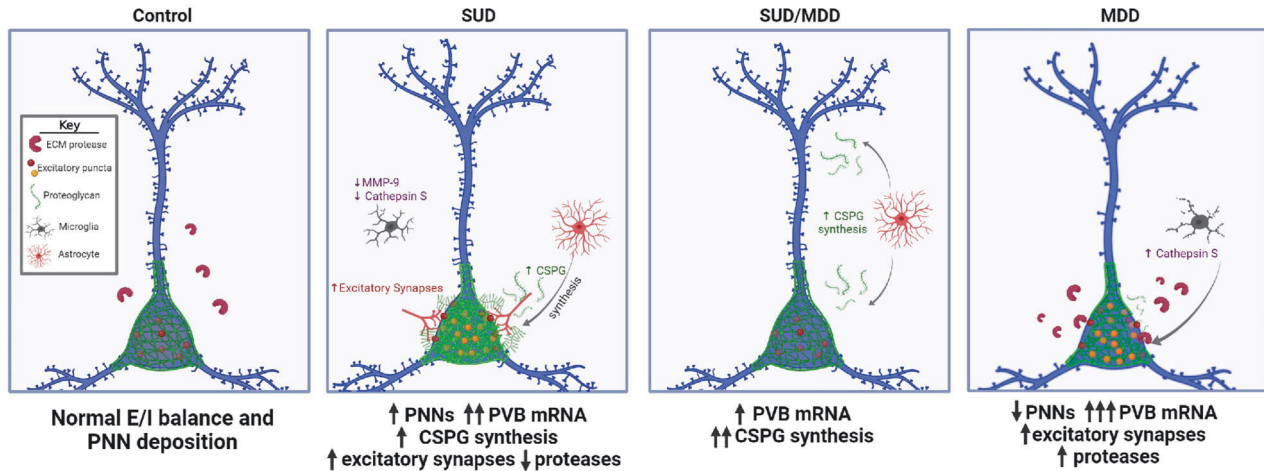 Control
Key
ECM protease
Excitatory puncta
Proteoglycan
Microglia
Astrocyte
Normal E/I balance and
PNN deposition
SUD
↓ MMP-9
↓ Cathepsin S
↑ CSPG
synthesis
↑Excitatory Synapses
↑ PNNs ↑↑ PVB mRNA
↑ CSPG synthesis
↑ excitatory synapses ↓ proteases
SUD/MDD
↑ CSPG
synthesis
↑ PVB mRNA
↑↑ CSPG synthesis
MDD
↑ Cathepsin S
↓ PNNs ↑↑↑ PVB mRNA
↑excitatory synapses
↑ proteases